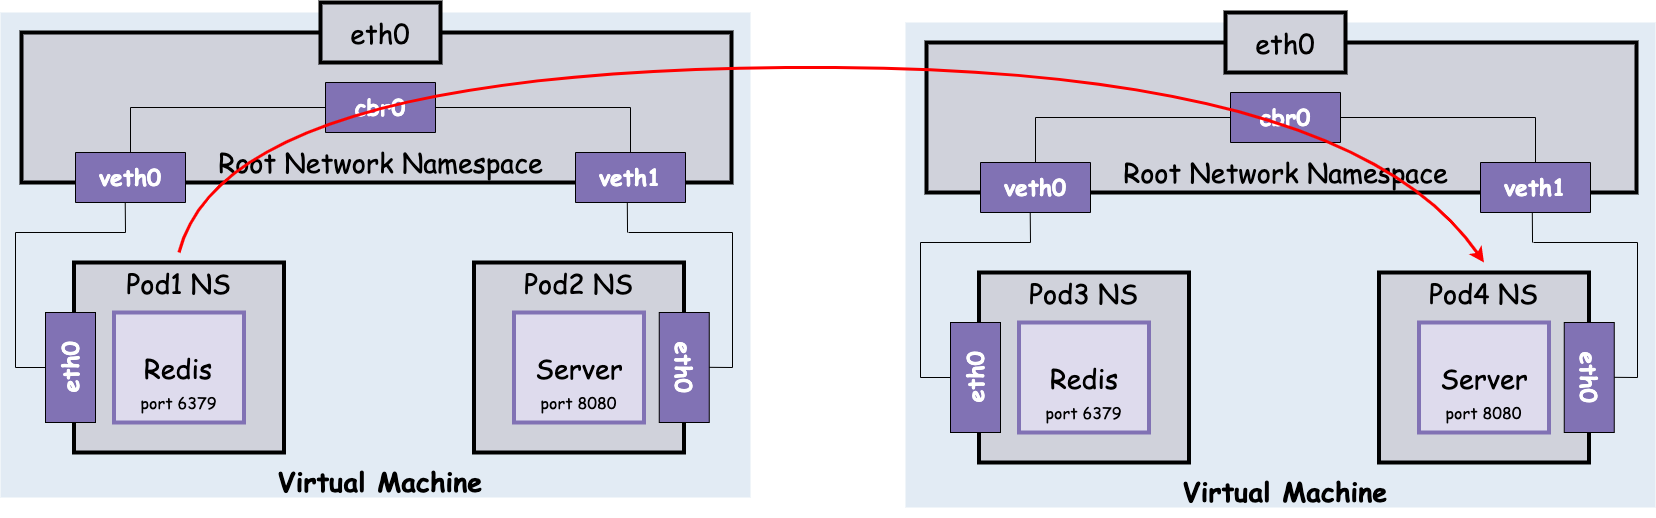 eth0
cbr0
Root Network Namespace
veth0
veth1
Pod1 NS
eth0
Redis
port 6379
Pod2 NS
Server
port 8080
eth0
Virtual Machine
eth0
cbr0
Root Network Namespace
veth0
veth1
Pod3 NS
eth0
Redis
port 6379
Pod4 NS
Server
port 8080
eth0
Virtual Machine